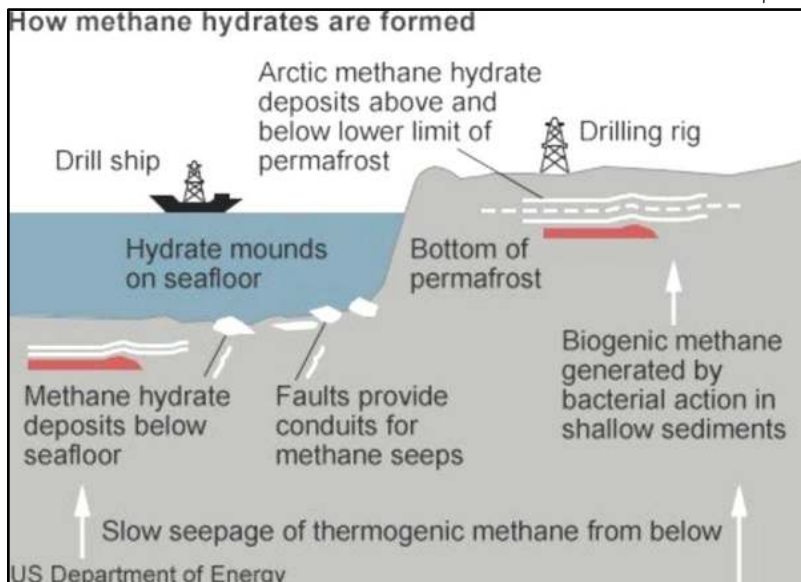 How methane hydrates are formed
Arctic methane hydrate
deposits above and
below lower limit of
permafrost
Drilling rig
Drill ship
Hydrate mounds
on seafloor
Bottom of
permafrost
Biogenic methane
generated by
bacterial action in
shallow sediments
Methane hydrate
deposits below
seafloor
Faults provide
conduits for
methane seeps
Slow seepage of thermogenic methane from below
US Department of Energy